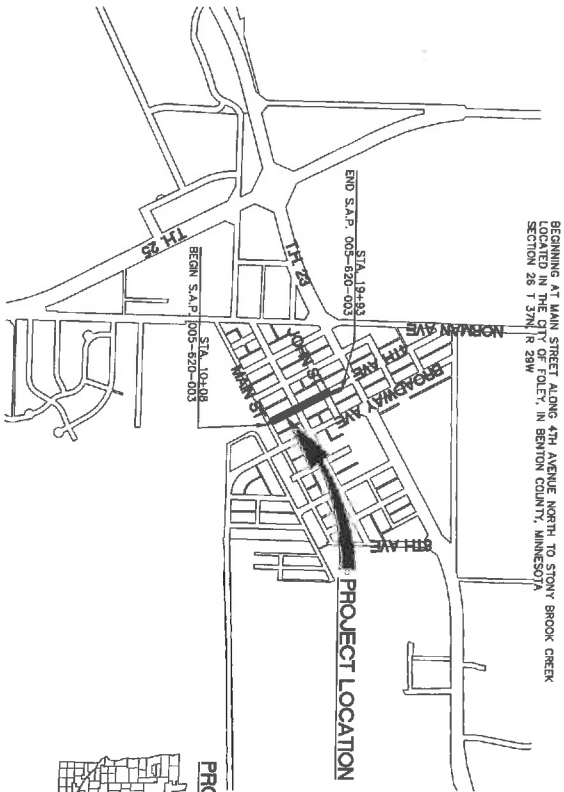 BEGINNING AT MAIN STREET ALONG 4TH AVENUE NORTH TO STONY BROOK CREEK
LOCATED IN THE CITY OF FOLEY, IN BENTON COUNTY, MINNESOTA
SECTION 26 T 37N, R 29W
STA. 19+93
END S.A.P. 005-620-003
NORMAN AVE
4TH AVE
BROADWAY AVE
8TH AVE
T.H. 23
JOHN ST
MAIN ST
T.H. 25
STA. 10+08
BEGIN S.A.P. 005-620-003
PROJECT LOCATION
PRO